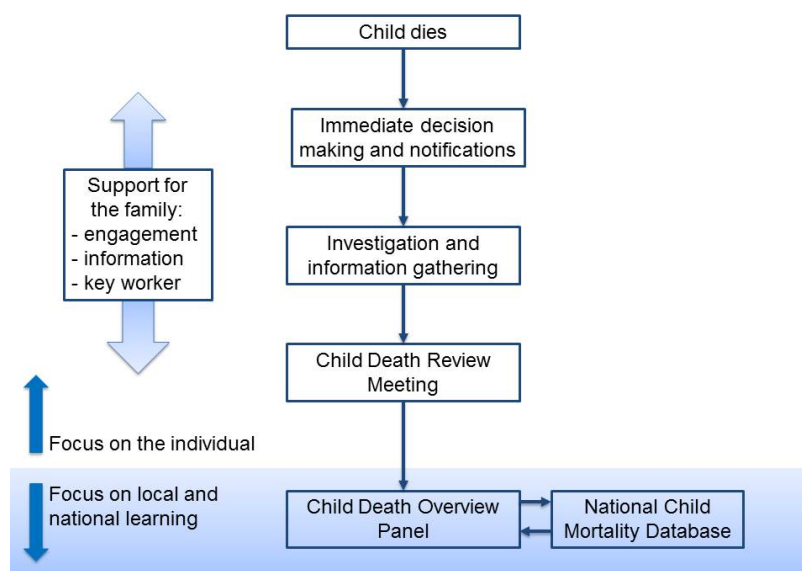 Child dies
Immediate decision
making and notifications
Support for
the family:
- engagement
- information
- key worker
Investigation and
information gathering
Child Death Review
Meeting
Focus on the individual
Focus on local and
national learning
Child Death Overview
Panel
National Child
Mortality Database